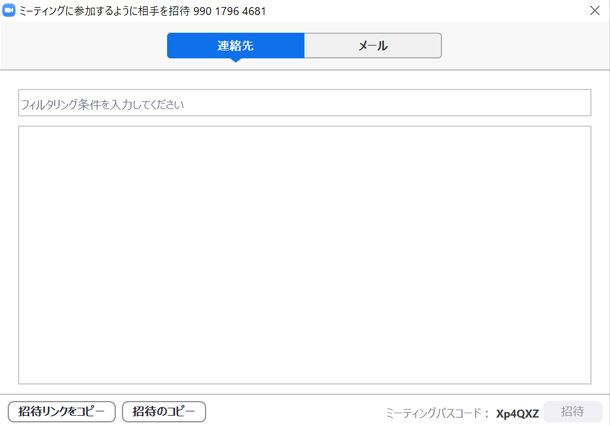 ミーティングに参加するように相手を招待 990 1796 4681
連絡先
メール
フィルタリング条件を入力してください
招待リンクをコピー
招待のコピー
ミーティングパスコード： Xp4QXZ
招待